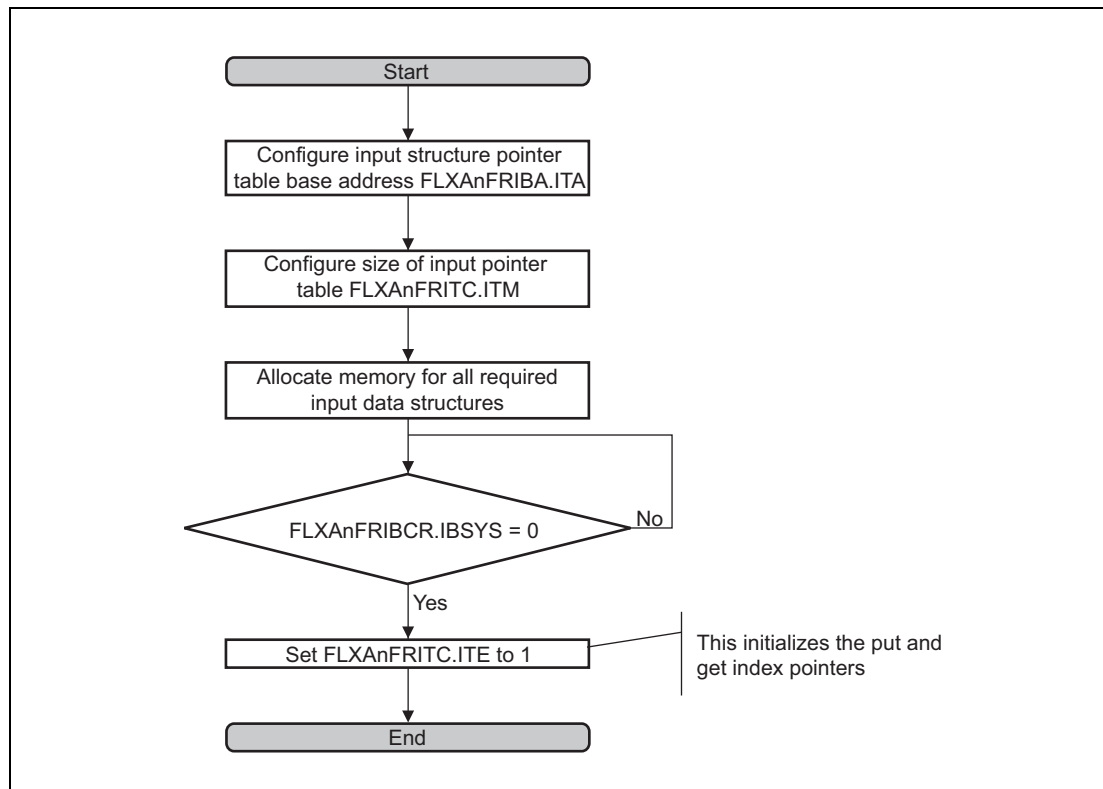 Start
Configure input structure pointer
table base address FLXAnFRIBA.ITA
Configure size of input pointer
table FLXAnFRITC.ITM
Allocate memory for all required
input data structures
FLXAnFRIBCR.IBSYS = 0
No
Yes
Set FLXAnFRITC.ITE to 1
This initializes the put and
get index pointers
End